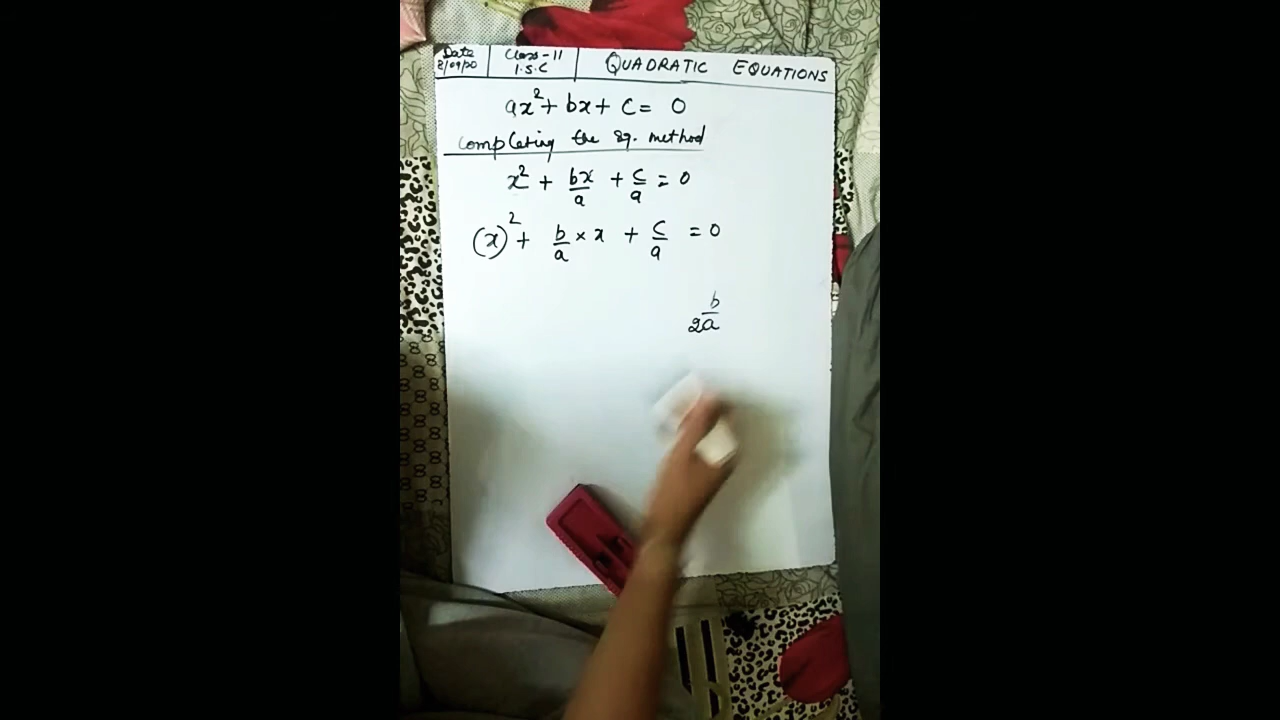 Date 8/09/20 Class-11 I.S.C QUADRATIC EQUATIONS
ax² + bx + c = 0
completing the sq. method
x² + bx/a + c/a = 0
(x)² + b/a × x + c/a = 0
b/2a